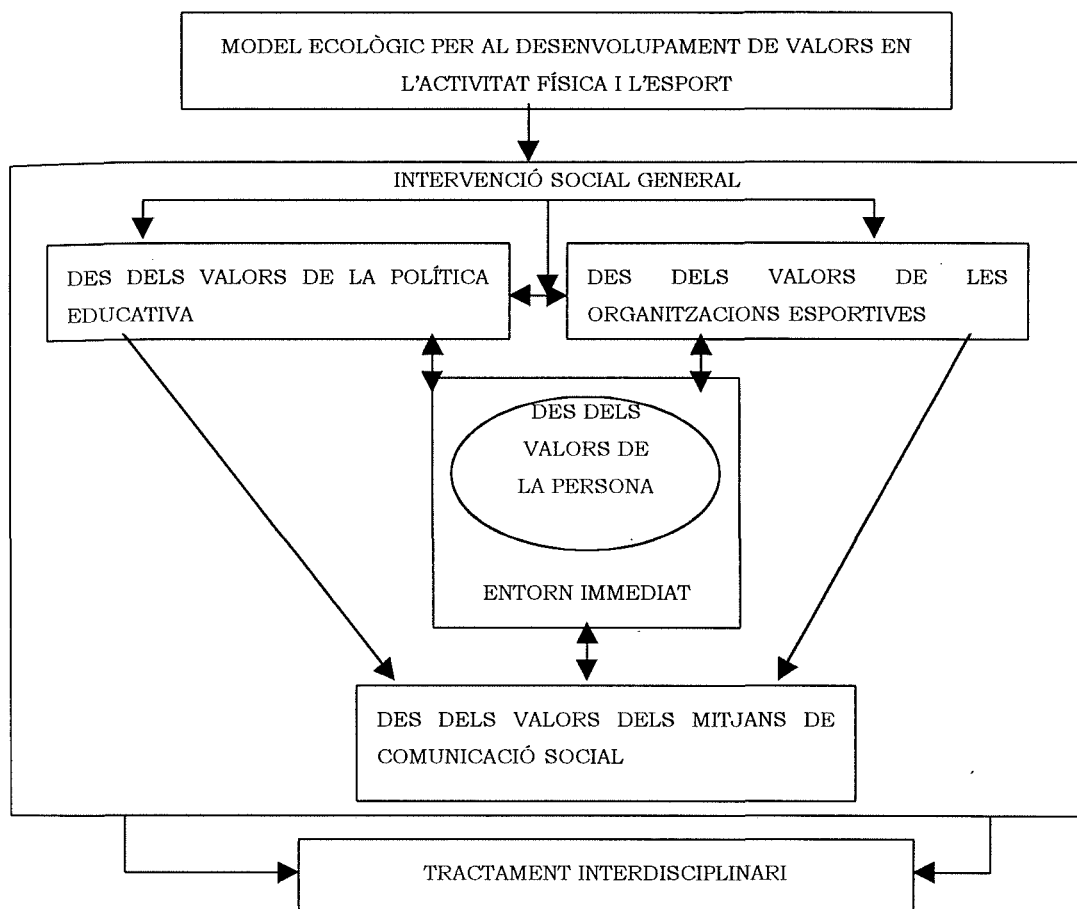 MODEL ECOLÒGIC PER AL DESENVOLUPAMENT DE VALORS EN
L'ACTIVITAT FÍSICA I L'ESPORT
INTERVENCIÓ SOCIAL GENERAL
DES DELS VALORS DE LA POLÍTICA
EDUCATIVA
DES DELS VALORS DE LES
ORGANITZACIONS ESPORTIVES
DES DELS
VALORS DE
LA PERSONA
ENTORN IMMEDIAT
DES DELS VALORS DELS MITJANS DE
COMUNICACIÓ SOCIAL
TRACTAMENT INTERDISCIPLINARI